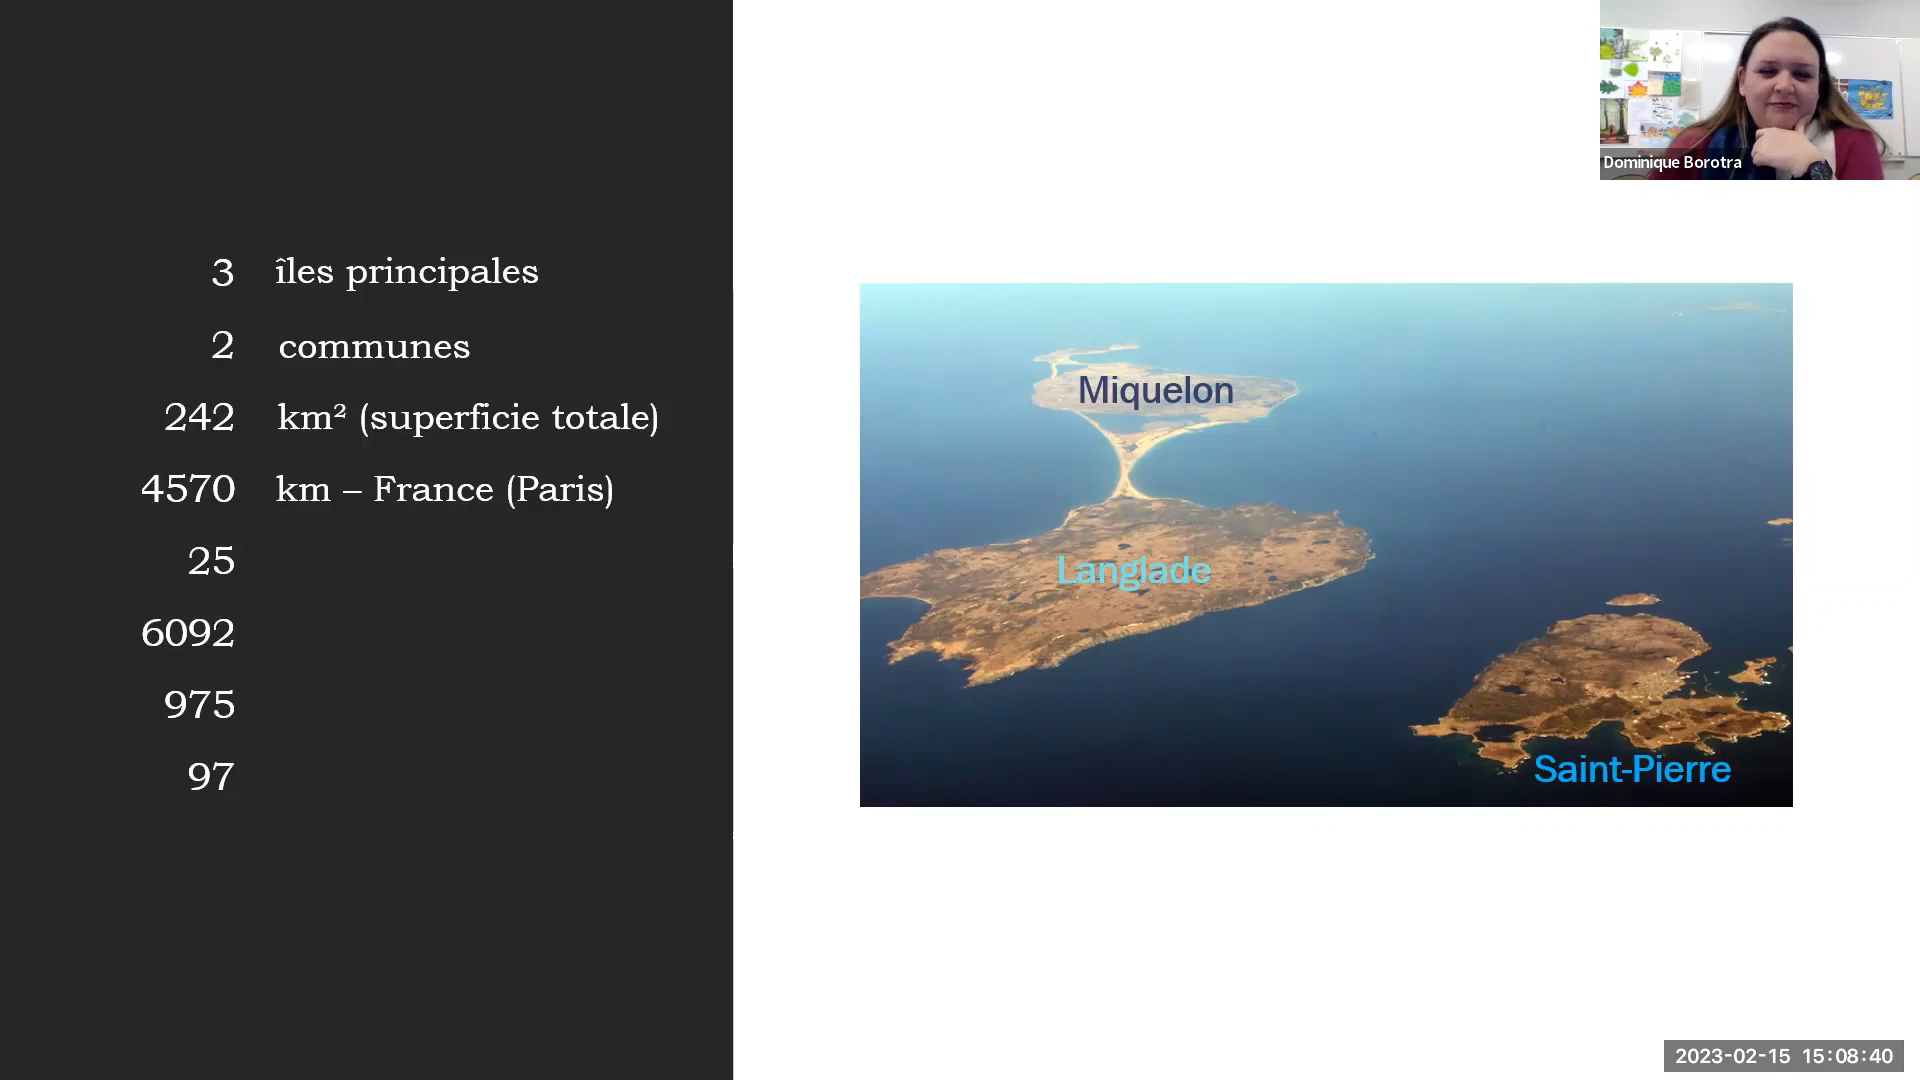 3 îles principales
2 communes
242 km² (superficie totale)
4570 km – France (Paris)
25
6092
975
97
Miquelon
Langlade
Saint-Pierre
Dominique Borotra
2023-02-15 15:08:40